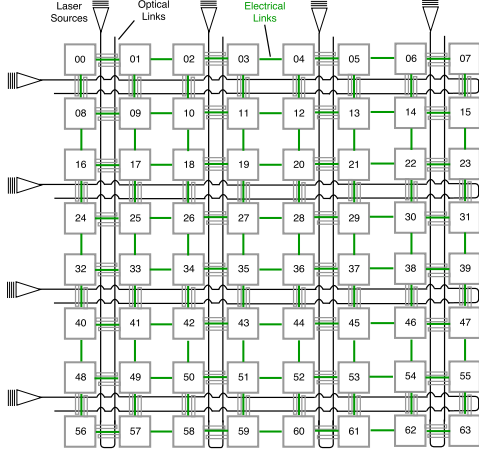 Laser
Sources
Optical
Links
Electrical
Links
00 01 02 03 04 05 06 07
08 09 10 11 12 13 14 15
16 17 18 19 20 21 22 23
24 25 26 27 28 29 30 31
32 33 34 35 36 37 38 39
40 41 42 43 44 45 46 47
48 49 50 51 52 53 54 55
56 57 58 59 60 61 62 63